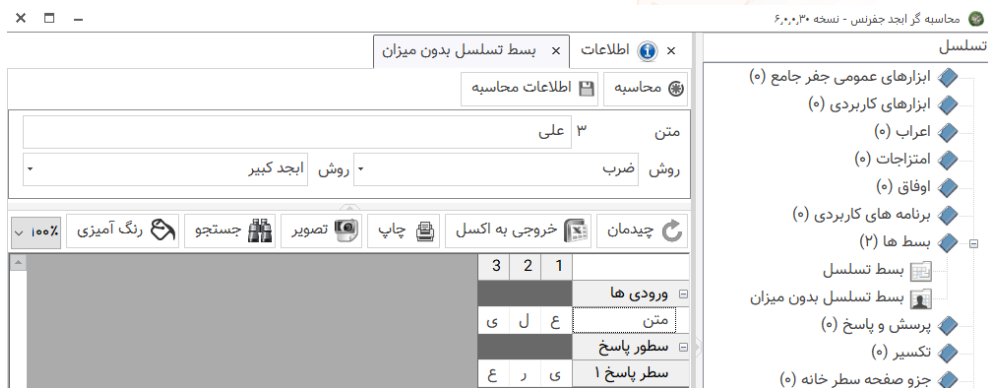 محاسبه گر ابجد جفرنس - نسخه ۶,۰,۰,۳۰
تسلسل
ابزارهای عمومی جفر جامع (۰)
ابزارهای کاربردی (۰)
اعراب (۰)
امتزاجات (۰)
اوفاق (۰)
برنامه های کاربردی (۰)
بسط ها (۲)
بسط تسلسل
بسط تسلسل بدون میزان
پرسش و پاسخ (۰)
تکسیر (۰)
جزو صفحه سطر خانه (۰)
اطلاعات
بسط تسلسل بدون میزان
محاسبه
اطلاعات محاسبه
متن ۳ علی
روش ضرب روش ابجد کبیر
چیدمان خروجی به اکسل چاپ تصویر جستجو رنگ آمیزی ۱۰۰٪
1 2 3
ورودی ها
متن ع ل ی
سطور پاسخ
سطر پاسخ ۱ ی ر ع